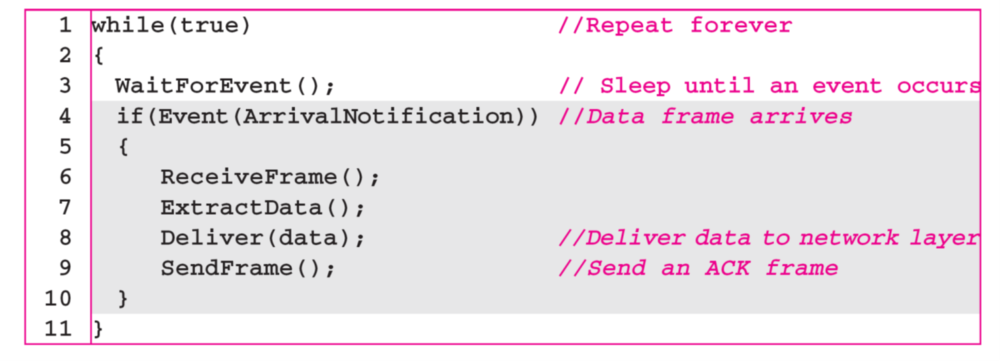 1 while(true) //Repeat forever
2 {
3 WaitForEvent(); // Sleep until an event occurs
4 if(Event(ArrivalNotification)) //Data frame arrives
5 {
6 ReceiveFrame();
7 ExtractData();
8 Deliver(data); //Deliver data to network layer
9 SendFrame(); //Send an ACK frame
10 }
11 }